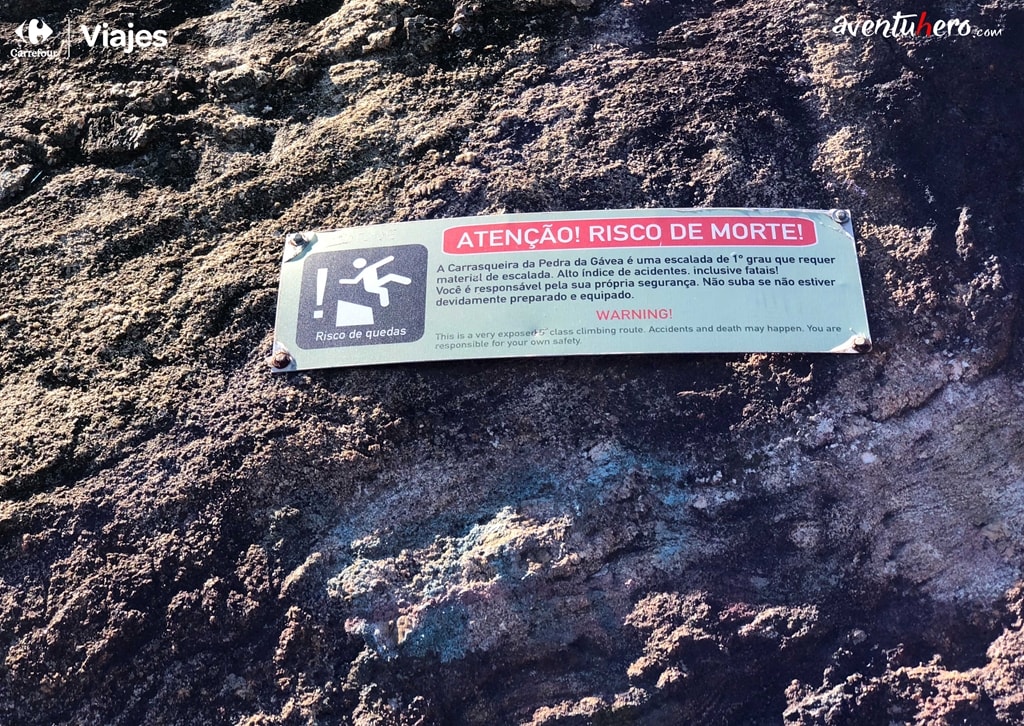 Carrefour
Viajes
aventuhero.com
ATENÇÃO! RISCO DE MORTE!
A Carrasqueira da Pedra da Gávea é uma escalada de 1° grau que requer
material de escalada. Alto índice de acidentes. inclusive fatais!
Você é responsável pela sua própria segurança. Não suba se não estiver
devidamente preparado e equipado.
Risco de quedas
WARNING!
This is a very exposed 5° class climbing route. Accidents and death may happen. You are
responsible for your own safety.